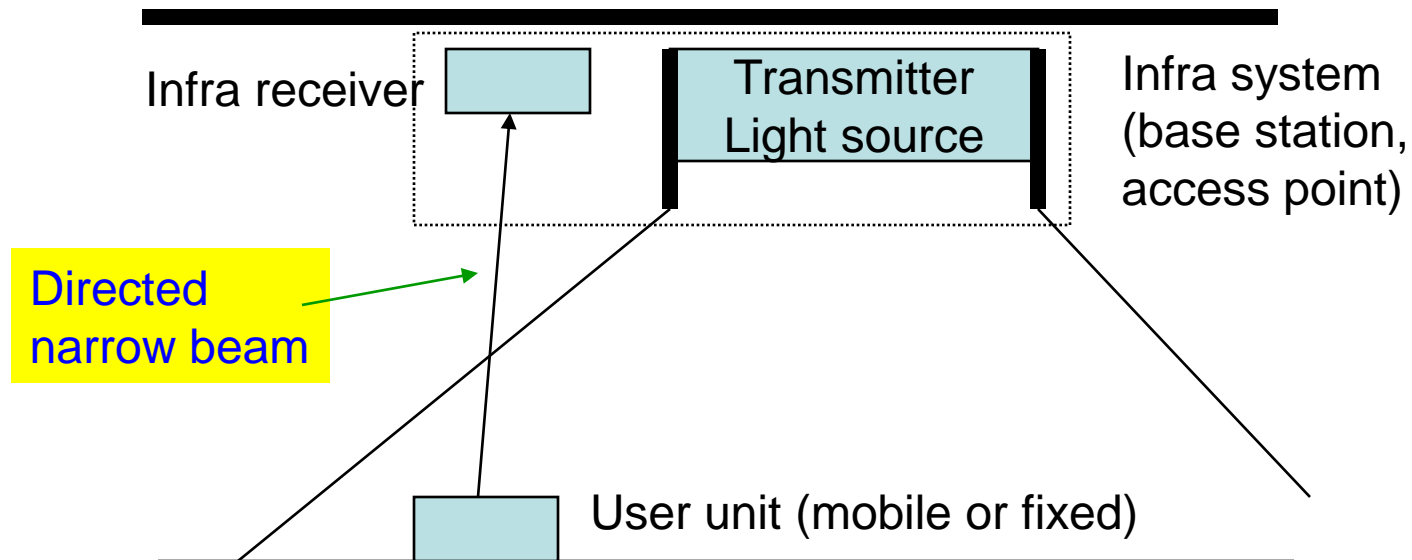 Infra receiver
Transmitter
Light source
Infra system
(base station,
access point)
Directed
narrow beam
User unit (mobile or fixed)